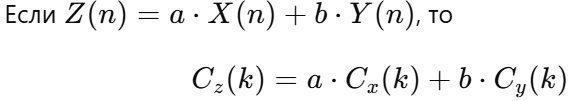 Если Z(n) = a · X(n) + b · Y(n), то
C_z(k) = a · C_x(k) + b · C_y(k)